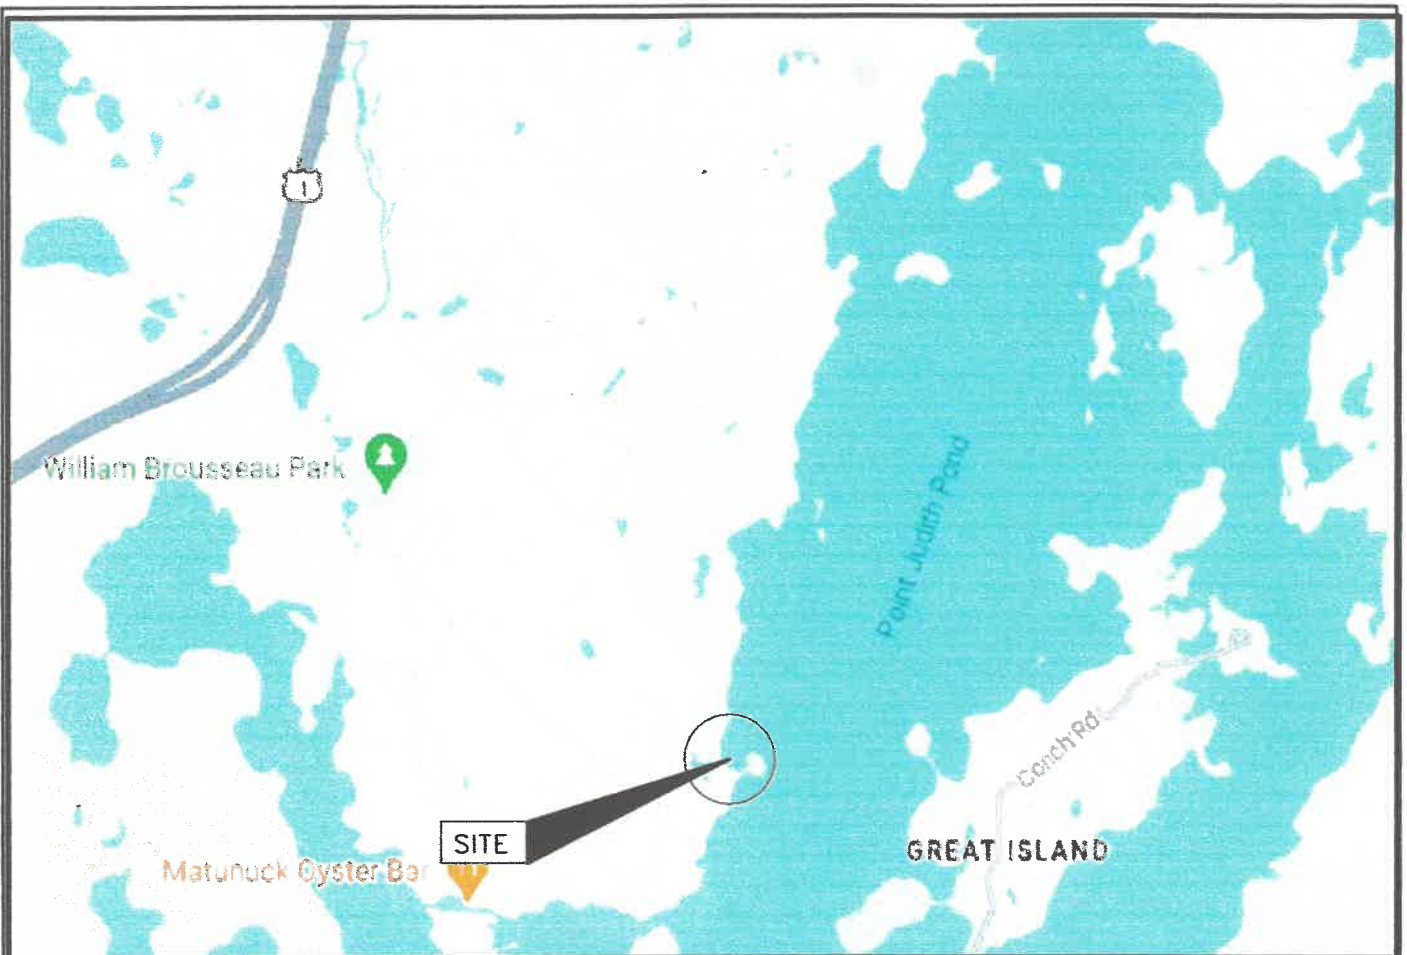 1
William Brousseau Park
Point Judith Pond
Conch Rd
SITE
GREAT ISLAND
Matunuck Oyster Bar